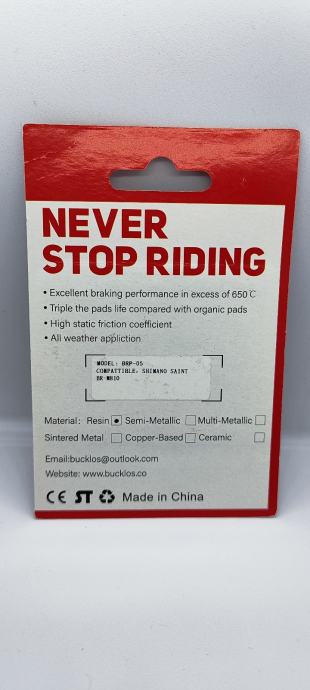 NEVER
STOP RIDING
• Excellent braking performance in excess of 650℃
• Triple the pads life compared with organic pads
• High static friction coefficient
• All weather appliction
MODEL: BRP-05
COMPATTIBLE: SHIMANO SAINT
BR-M810
Material: Resin Semi-Metallic Multi-Metallic
Sintered Metal Copper-Based Ceramic
Email:bucklos@outlook.com
Website: www.bucklos.co
CE ST Made in China